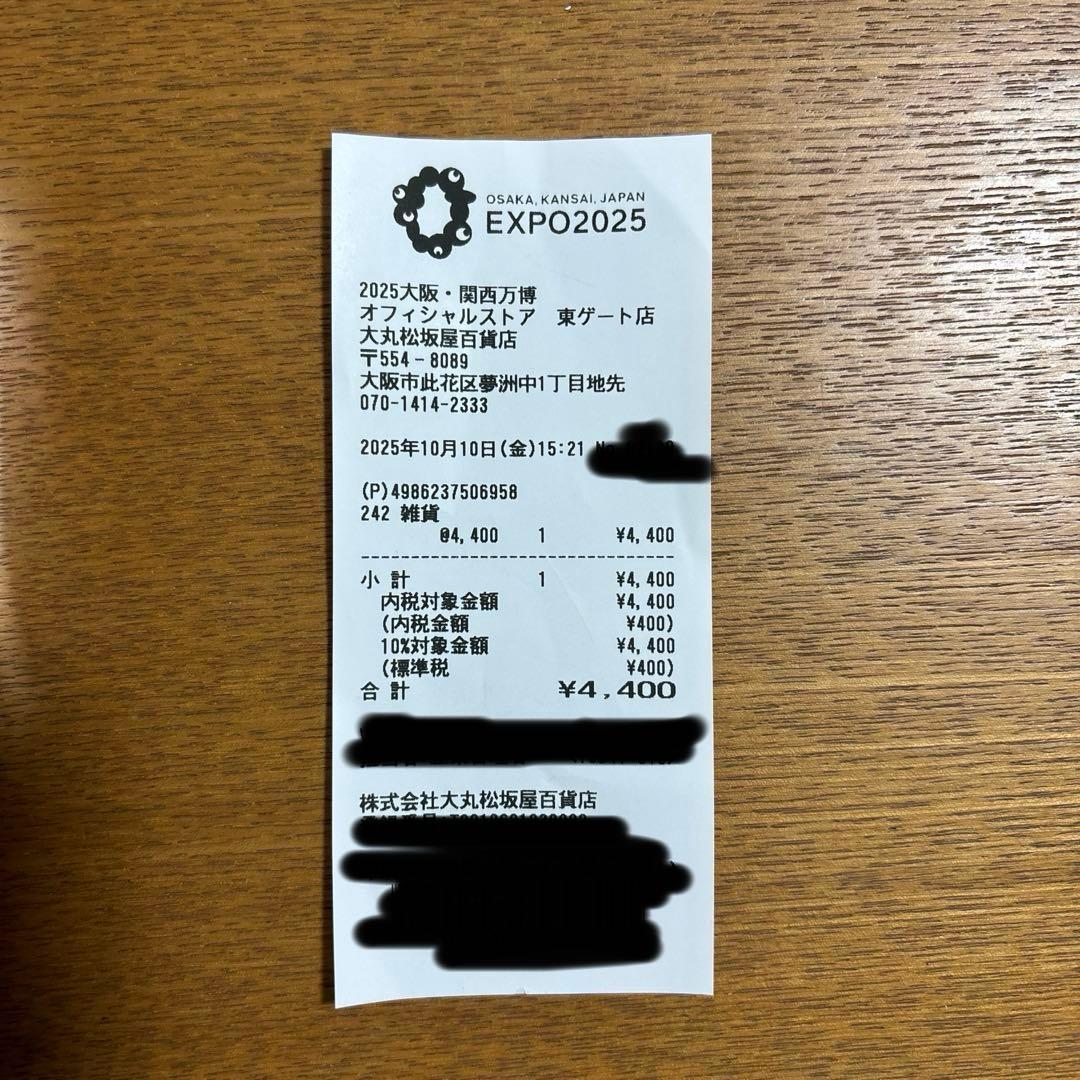 OSAKA, KANSAI, JAPAN
EXPO2025
2025大阪・関西万博
オフィシャルストア 東ゲート店
大丸松坂屋百貨店
〒554-8089
大阪市此花区夢洲中1丁目地先
070-1414-2333
2025年10月10日(金)15:21
(P)4986237506958
242 雑貨
@4,400 1 ¥4,400
小計 1 ¥4,400
内税対象金額 ¥4,400
(内税金額 ¥400)
10%対象金額 ¥4,400
(標準税 ¥400)
合計 ¥4,400
株式会社大丸松坂屋百貨店